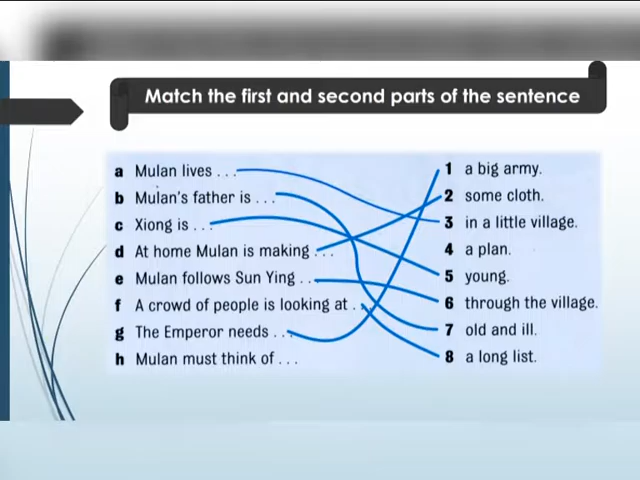 Match the first and second parts of the sentence
a Mulan lives . . .
b Mulan's father is . . .
c Xiong is . . .
d At home Mulan is making . . .
e Mulan follows Sun Ying . . .
f A crowd of people is looking at . . .
g The Emperor needs . . .
h Mulan must think of . . .
1 a big army.
2 some cloth.
3 in a little village.
4 a plan.
5 young.
6 through the village.
7 old and ill.
8 a long list.